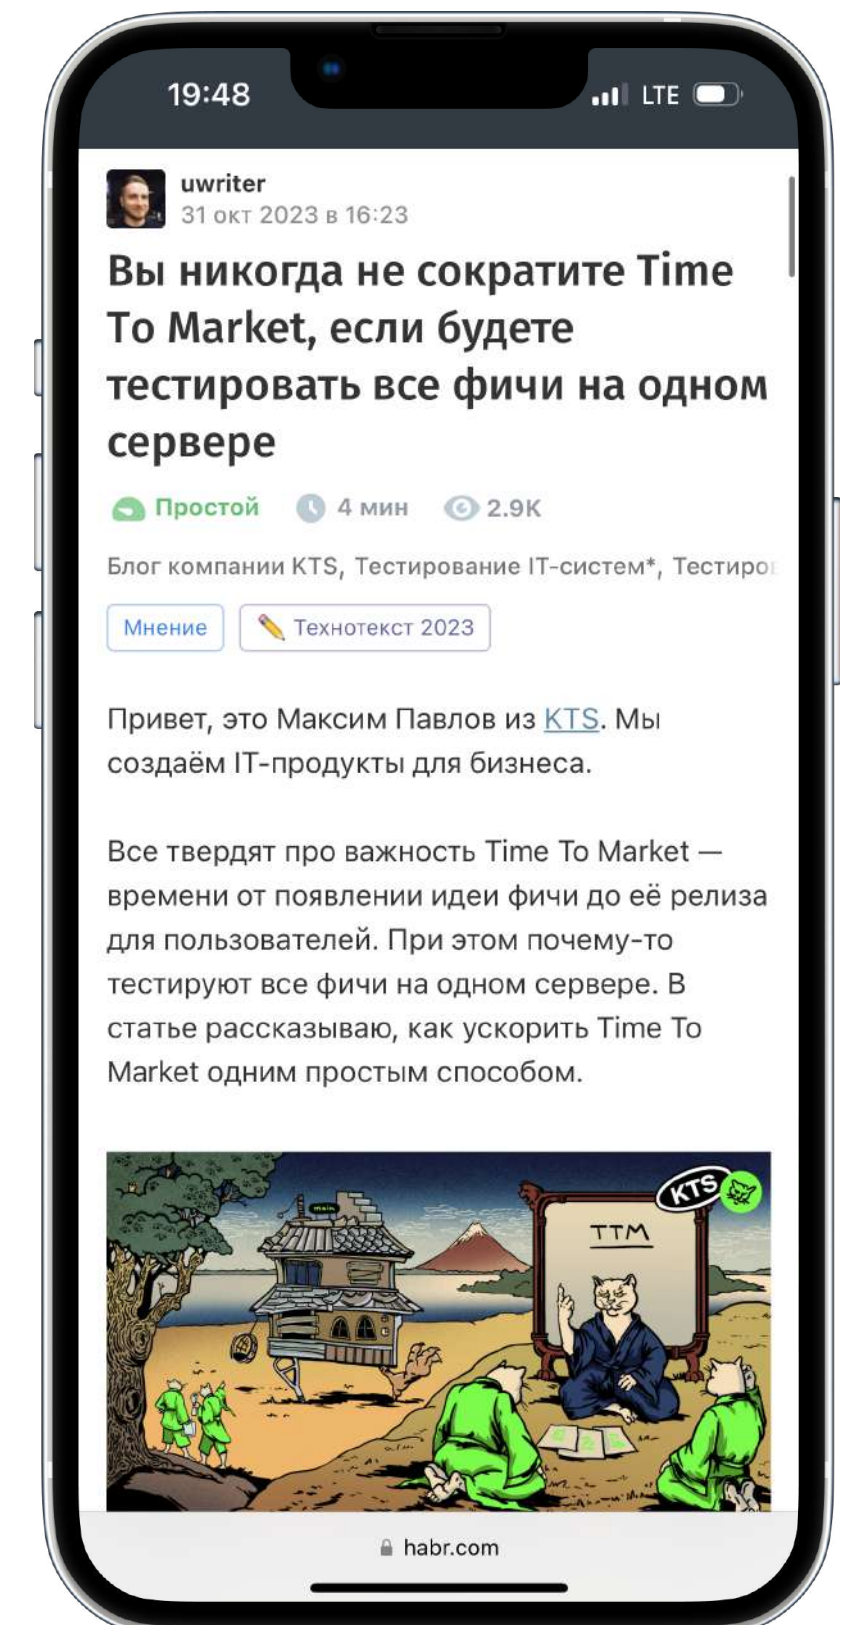 19:48
LTE
uwriter
31 окт 2023 в 16:23
Вы никогда не сократите Time
To Market, если будете
тестировать все фичи на одном
сервере
Простой 4 мин 2.9K
Блог компании KTS, Тестирование IT-систем*, Тестиров
Мнение ✏️ Технотекст 2023
Привет, это Максим Павлов из KTS. Мы
создаём IT-продукты для бизнеса.
Все твердят про важность Time To Market —
времени от появлении идеи фичи до её релиза
для пользователей. При этом почему-то
тестируют все фичи на одном сервере. В
статье рассказываю, как ускорить Time To
Market одним простым способом.
KTS
main
TTM
habr.com